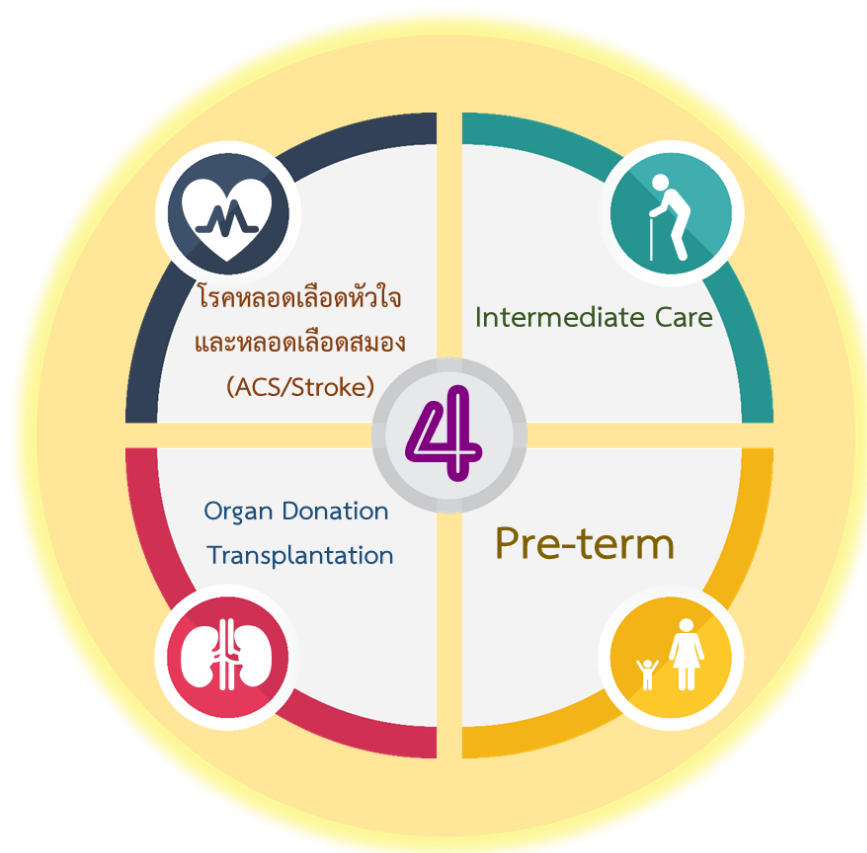 โรคหลอดเลือดหัวใจ
และหลอดเลือดสมอง
(ACS/Stroke)
Intermediate Care
4
Organ Donation
Transplantation
Pre-term